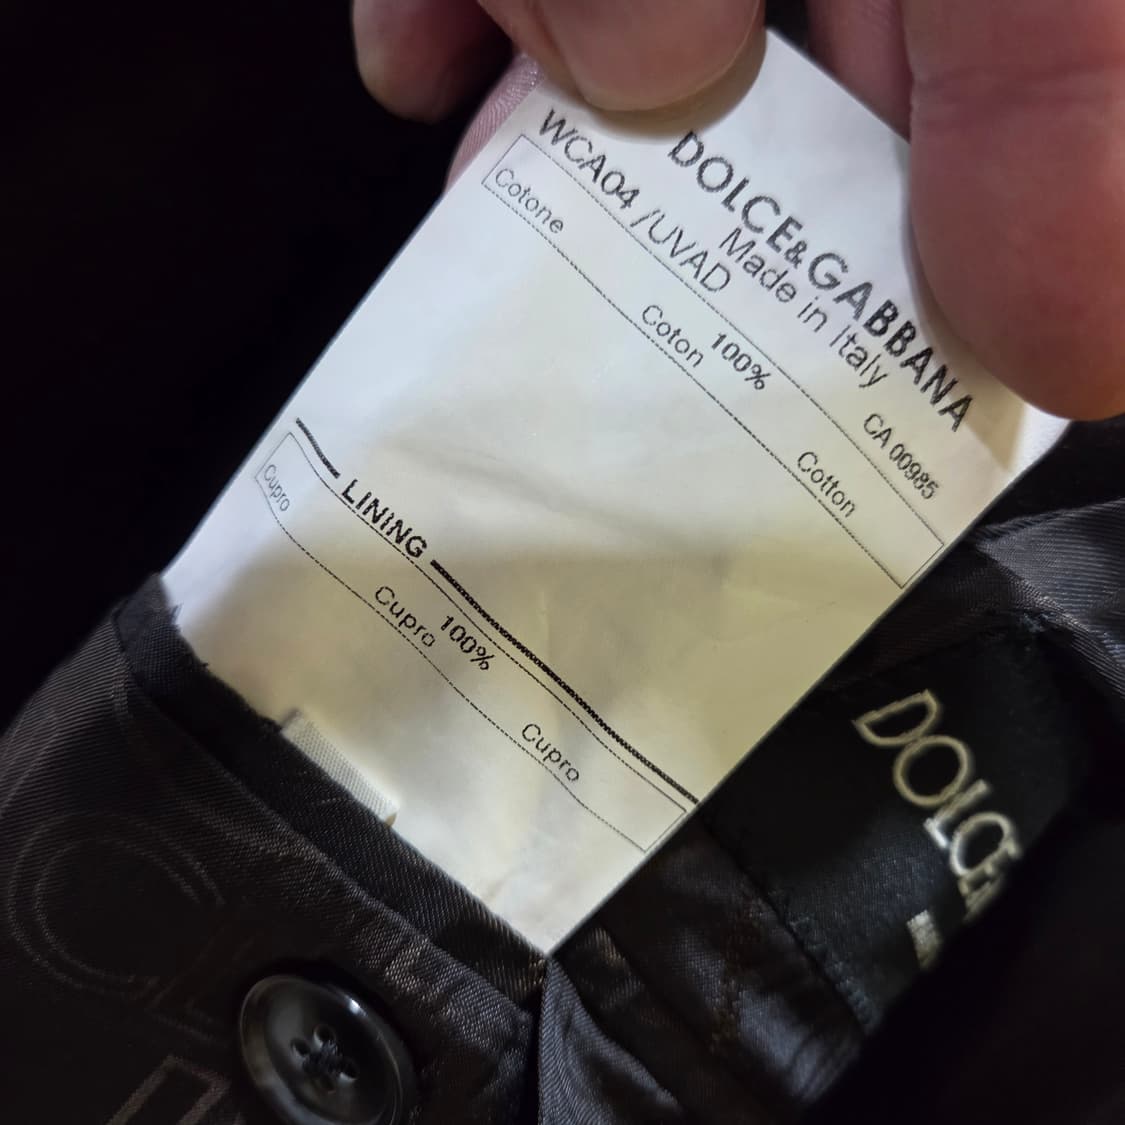 DOLCE&GABBANA
Made in Italy
CA 00985
WCA04 /UVAD
Cotone
100%
Coton
Cotton
LINING
Cupro
100%
Cupro
Cupro
DOLCE